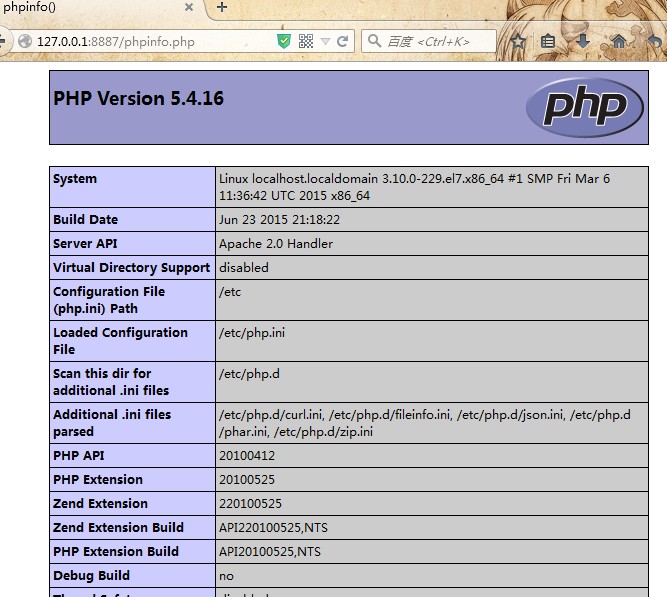 phpinfo()
127.0.0.1:8887/phpinfo.php
百度 <Ctrl+K>
PHP Version 5.4.16
php
System
Linux localhost.localdomain 3.10.0-229.el7.x86_64 #1 SMP Fri Mar 6
11:36:42 UTC 2015 x86_64
Build Date
Jun 23 2015 21:18:22
Server API
Apache 2.0 Handler
Virtual Directory Support
disabled
Configuration File
(php.ini) Path
/etc
Loaded Configuration
File
/etc/php.ini
Scan this dir for
additional .ini files
/etc/php.d
Additional .ini files
parsed
/etc/php.d/curl.ini, /etc/php.d/fileinfo.ini, /etc/php.d/json.ini, /etc/php.d
/phar.ini, /etc/php.d/zip.ini
PHP API
20100412
PHP Extension
20100525
Zend Extension
220100525
Zend Extension Build
API220100525,NTS
PHP Extension Build
API20100525,NTS
Debug Build
no